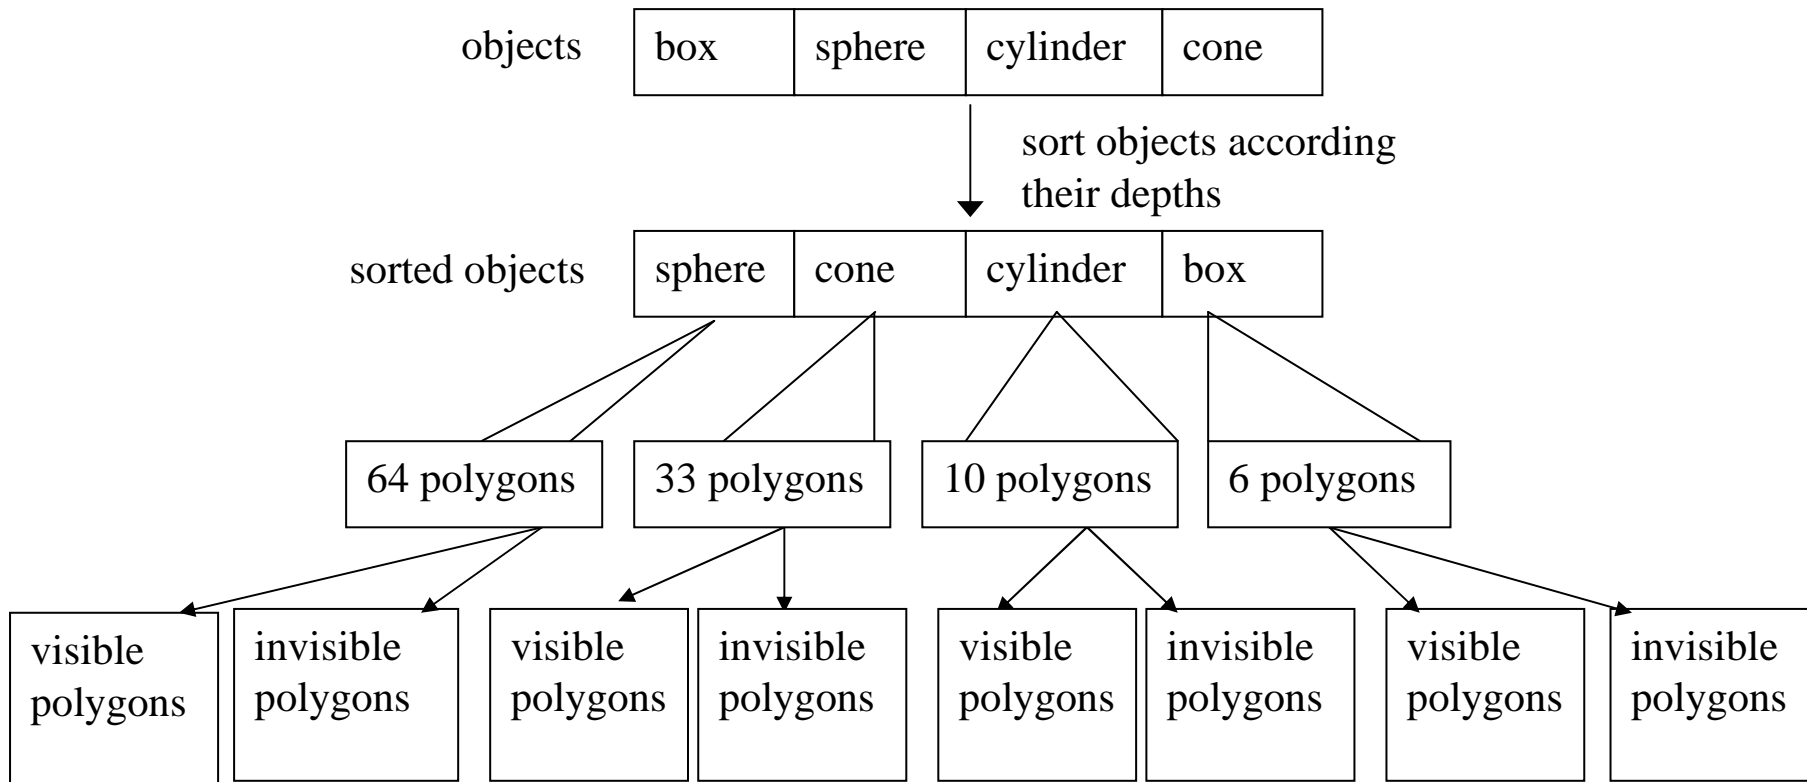 objects
box
sphere
cylinder
cone
sort objects according
their depths
sorted objects
sphere
cone
cylinder
box
64 polygons
33 polygons
10 polygons
6 polygons
visible
polygons
invisible
polygons
visible
polygons
invisible
polygons
visible
polygons
invisible
polygons
visible
polygons
invisible
polygons